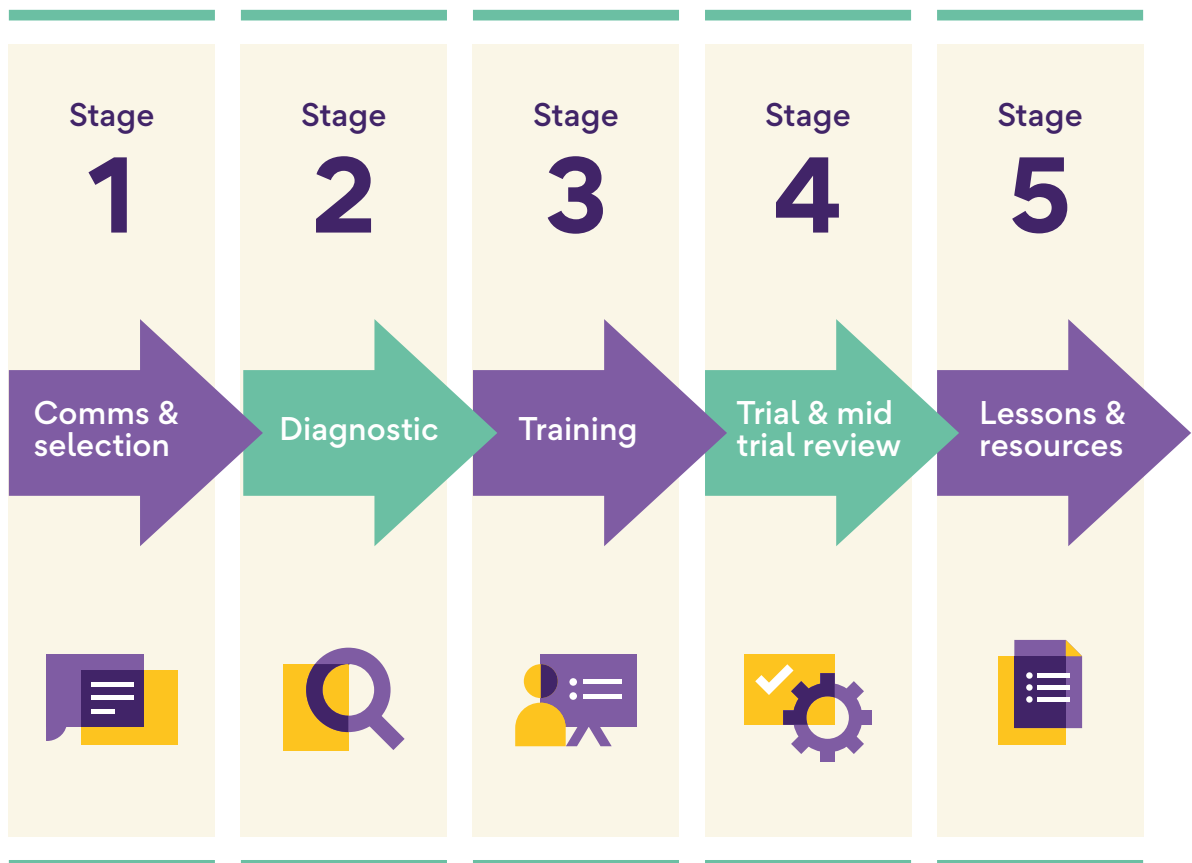 Stage
1
Comms &
selection
Stage
2
Diagnostic
Stage
3
Training
Stage
4
Trial & mid
trial review
Stage
5
Lessons &
resources